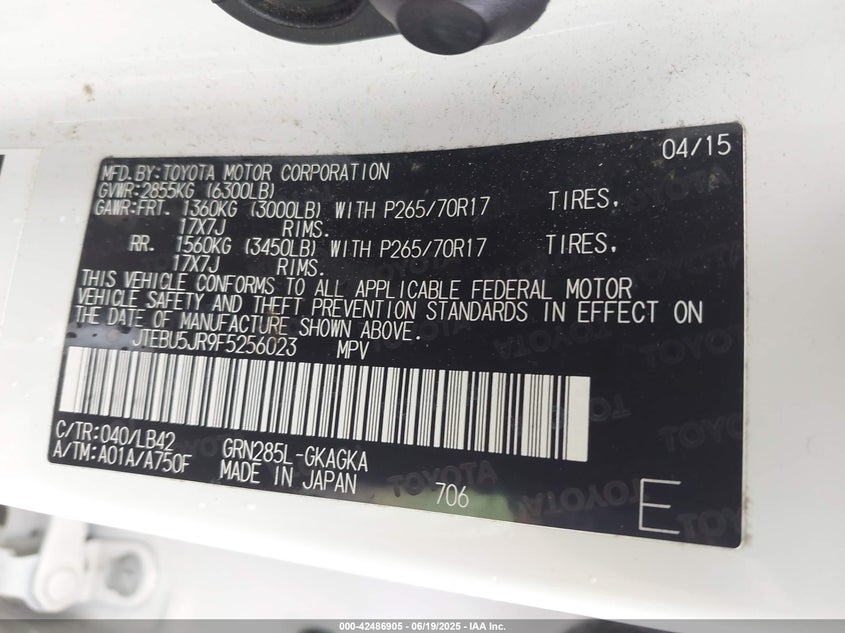 04/15
MFD.BY:TOYOTA MOTOR CORPORATION
GVWR:2855KG (6300LB)
GAWR:FRT. 1360KG (3000LB) WITH P265/70R17 TIRES,
17X7J RIMS.
RR. 1560KG (3450LB) WITH P265/70R17 TIRES,
17X7J RIMS.
THIS VEHICLE CONFORMS TO ALL APPLICABLE FEDERAL MOTOR
VEHICLE SAFETY AND THEFT PREVENTION STANDARDS IN EFFECT ON
THE DATE OF MANUFACTURE SHOWN ABOVE.
JTEBU5JR9F5256023 MPV
C/TR:040/LB42 GRN285L-GKAGKA
A/TM:A01A/A750F MADE IN JAPAN 706 E
TOYOTA TOYOTA TOYOTA
000-42486905 - 06/19/2025 - IAA Inc.